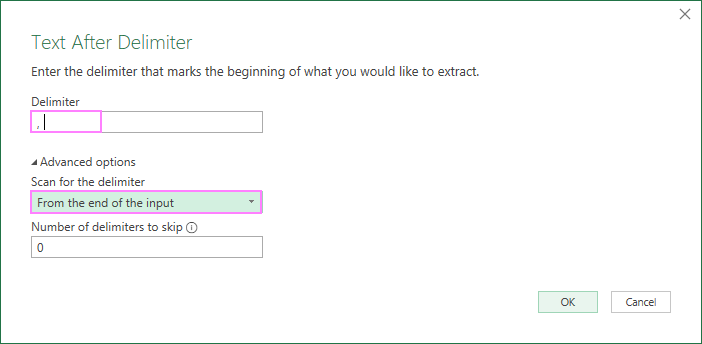 Text After Delimiter
Enter the delimiter that marks the beginning of what you would like to extract.
Delimiter
,
Advanced options
Scan for the delimiter
From the end of the input
Number of delimiters to skip
0
OK
Cancel